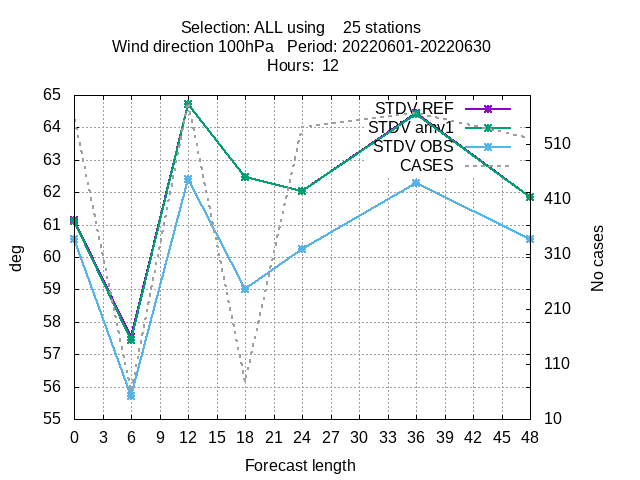 Selection: ALL using    25 stations
Wind direction 100hPa   Period: 20220601-20220630
Hours:  12
STDV REF
STDV amv1
STDV OBS
CASES
65
64
63
62
61
60
59
58
57
56
55
deg
510
410
310
210
110
10
No cases
0 3 6 9 12 15 18 21 24 27 30 33 36 39 42 45 48
Forecast length